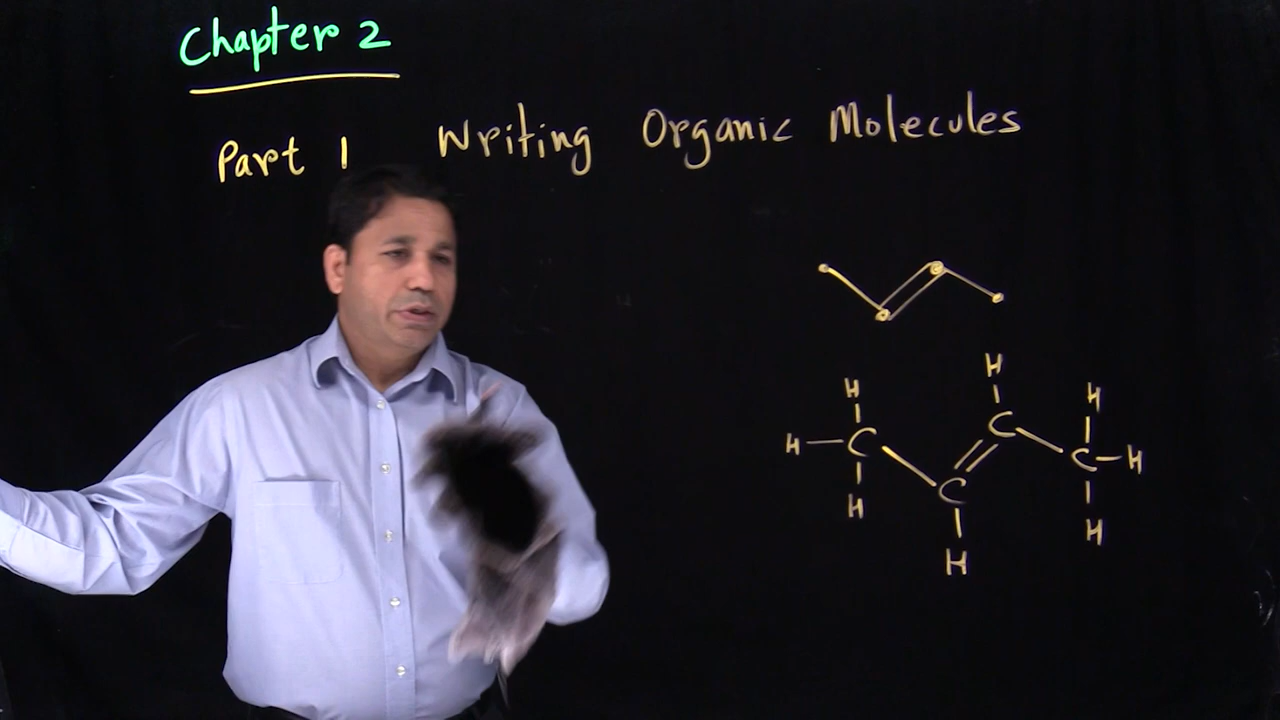 Chapter 2
Part 1 Writing Organic Molecules
H
H H
H C C
C C H
H
H
H